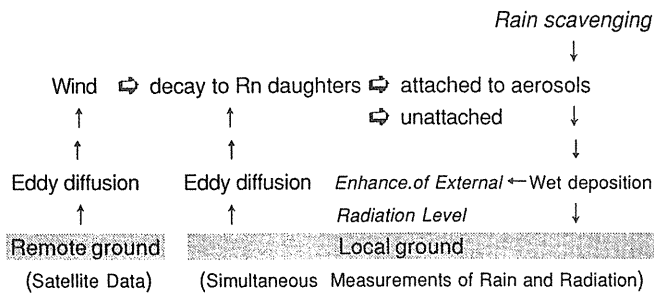 Rain scavenging
↓
Wind ⇨ decay to Rn daughters ⇨ attached to aerosols
↑ ↑ ⇨ unattached ↓
↑ ↑ ↓
Eddy diffusion Eddy diffusion Enhance.of External ← Wet deposition
↑ ↑ Radiation Level ↓
Remote ground Local ground
(Satellite Data) (Simultaneous Measurements of Rain and Radiation)